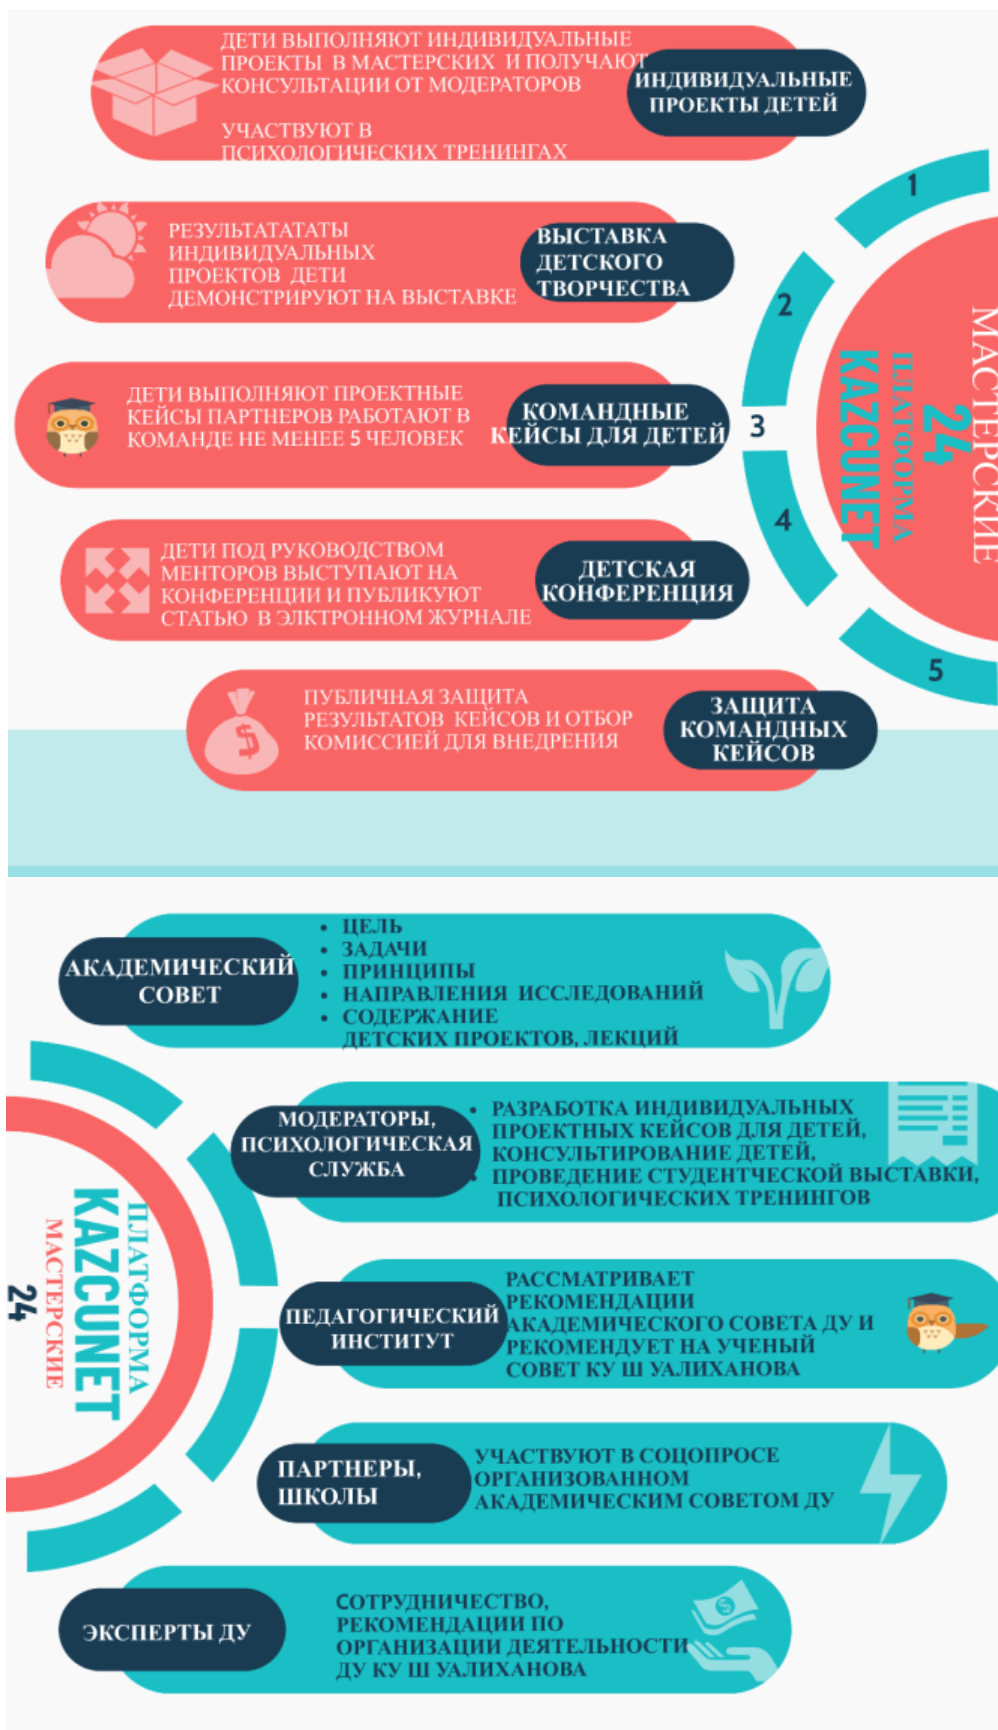 ДЕТИ ВЫПОЛНЯЮТ ИНДИВИДУАЛЬНЫЕ
ПРОЕКТЫ В МАСТЕРСКИХ И ПОЛУЧАЮТ
КОНСУЛЬТАЦИИ ОТ МОДЕРАТОРОВ
УЧАСТВУЮТ В
ПСИХОЛОГИЧЕСКИХ ТРЕНИНГАХ
ИНДИВИДУАЛЬНЫЕ
ПРОЕКТЫ ДЕТЕЙ
1
РЕЗУЛЬТАТАТАТЫ
ИНДИВИДУАЛЬНЫХ
ПРОЕКТОВ ДЕТИ
ДЕМОНСТРИРУЮТ НА ВЫСТАВКЕ
ВЫСТАВКА
ДЕТСКОГО
ТВОРЧЕСТВА
2
ДЕТИ ВЫПОЛНЯЮТ ПРОЕКТНЫЕ
КЕЙСЫ ПАРТНЕРОВ РАБОТАЮТ В
КОМАНДЕ НЕ МЕНЕЕ 5 ЧЕЛОВЕК
КОМАНДНЫЕ
КЕЙСЫ ДЛЯ ДЕТЕЙ
3
ДЕТИ ПОД РУКОВОДСТВОМ
МЕНТОРОВ ВЫСТУПАЮТ НА
КОНФЕРЕНЦИИ И ПУБЛИКУЮТ
СТАТЬЮ В ЭЛКТРОННОМ ЖУРНАЛЕ
ДЕТСКАЯ
КОНФЕРЕНЦИЯ
4
ПУБЛИЧНАЯ ЗАЩИТА
РЕЗУЛЬТАТОВ КЕЙСОВ И ОТБОР
КОМИССИЕЙ ДЛЯ ВНЕДРЕНИЯ
ЗАЩИТА
КОМАНДНЫХ
КЕЙСОВ
5
МАСТЕРСКИЕ
24
ПЛАТФОРМА
KAZCUNET
АКАДЕМИЧЕСКИЙ
СОВЕТ
• ЦЕЛЬ
• ЗАДАЧИ
• ПРИНЦИПЫ
• НАПРАВЛЕНИЯ ИССЛЕДОВАНИЙ
• СОДЕРЖАНИЕ
ДЕТСКИХ ПРОЕКТОВ, ЛЕКЦИЙ
МОДЕРАТОРЫ,
ПСИХОЛОГИЧЕСКАЯ
СЛУЖБА
• РАЗРАБОТКА ИНДИВИДУАЛЬНЫХ
ПРОЕКТНЫХ КЕЙСОВ ДЛЯ ДЕТЕЙ,
КОНСУЛЬТИРОВАНИЕ ДЕТЕЙ,
• ПРОВЕДЕНИЕ СТУДЕНТЧЕСКОЙ ВЫСТАВКИ,
ПСИХОЛОГИЧЕСКИХ ТРЕНИНГОВ
ПЕДАГОГИЧЕСКИЙ
ИНСТИТУТ
РАССМАТРИВАЕТ
РЕКОМЕНДАЦИИ
АКАДЕМИЧЕСКОГО СОВЕТА ДУ И
РЕКОМЕНДУЕТ НА УЧЕНЫЙ
СОВЕТ КУ Ш УАЛИХАНОВА
ПАРТНЕРЫ,
ШКОЛЫ
УЧАСТВУЮТ В СОЦОПРОСЕ
ОРГАНИЗОВАННОМ
АКАДЕМИЧЕСКИМ СОВЕТОМ ДУ
ЭКСПЕРТЫ ДУ
СОТРУДНИЧЕСТВО,
РЕКОМЕНДАЦИИ ПО
ОРГАНИЗАЦИИ ДЕЯТЕЛЬНОСТИ
ДУ КУ Ш УАЛИХАНОВА
ПЛАТФОРМА
KAZCUNET
МАСТЕРСКИЕ
24